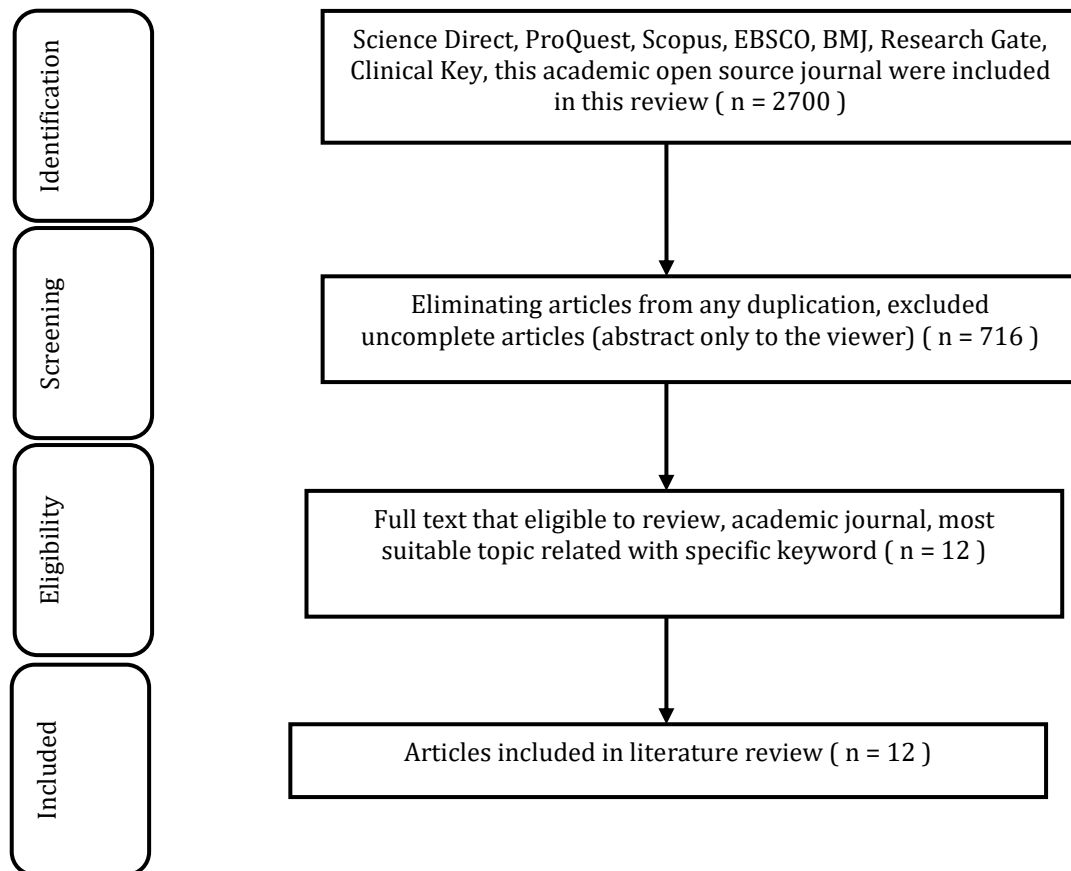 Identification
Science Direct, ProQuest, Scopus, EBSCO, BMJ, Research Gate,
Clinical Key, this academic open source journal were included
in this review ( n = 2700 )
Screening
Eliminating articles from any duplication, excluded
uncomplete articles (abstract only to the viewer) ( n = 716 )
Eligibility
Full text that eligible to review, academic journal, most
suitable topic related with specific keyword ( n = 12 )
Included
Articles included in literature review ( n = 12 )